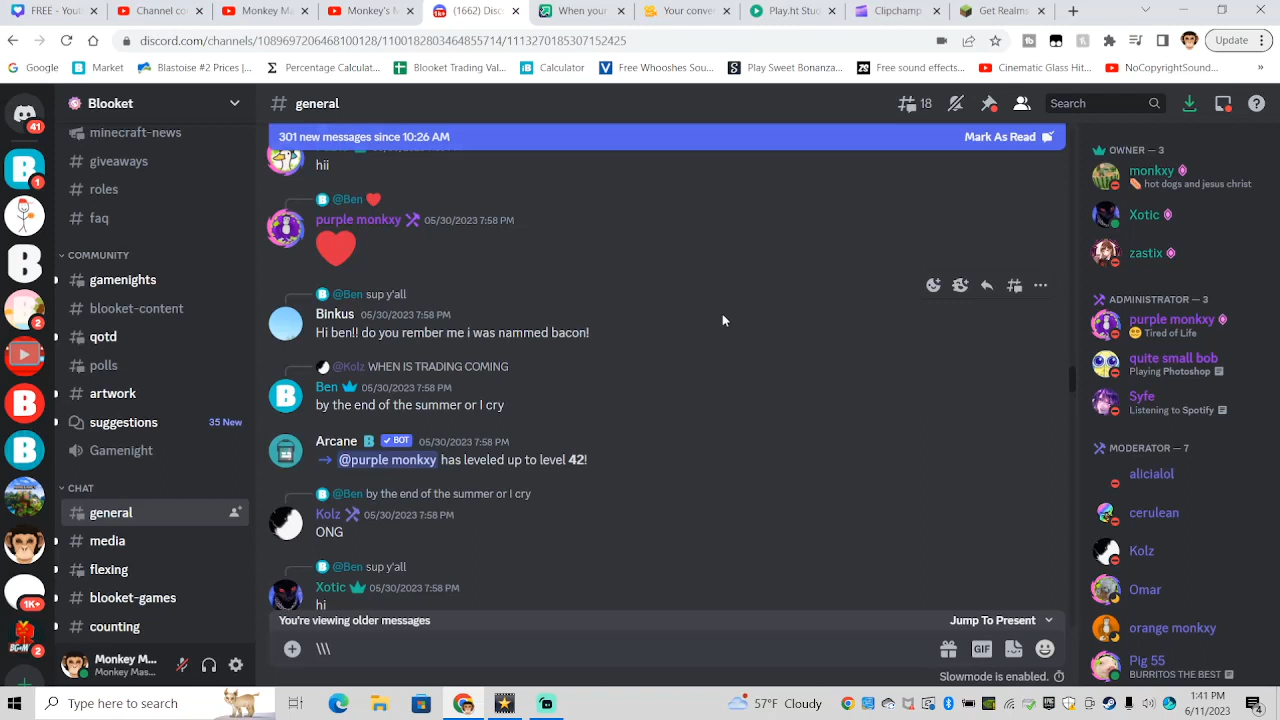 FREE - Youtu
Channel co
Monkey Ma
Monkey's M
(1662) Disc
When your
Your conver
Play.ht Stud
Clipchamp
Get Realms
discord.com/channels/1089697206468100128/1100182803464855714/1113270185307152425
Update
Google
Market
Blastoise #2 Prices |...
Percentage Calculat...
Blooket Trading Val...
Calculator
Free Whooshes Sou...
Play Sweet Bonanza...
Free sound effects...
Cinematic Glass Hit...
NoCopyrightSound...
»
Blooket
general
18
Search
minecraft-news
giveaways
roles
faq
COMMUNITY
gamenights
blooket-content
qotd
polls
artwork
suggestions 35 New
Gamenight
CHAT
general
media
flexing
blooket-games
counting
Monkey M...
Monkey Mas...
41
1
2
1K+
2
301 new messages since 10:26 AM
Mark As Read
hii
@Ben ❤
purple monkxy 05/30/2023 7:58 PM
@Ben sup y'all
Binkus 05/30/2023 7:58 PM
Hi ben!! do you rember me i was nammed bacon!
@Kolz WHEN IS TRADING COMING
Ben 05/30/2023 7:58 PM
by the end of the summer or I cry
Arcane B ✓ BOT 05/30/2023 7:58 PM
→ @purple monkxy has leveled up to level 42!
@Ben by the end of the summer or I cry
Kolz 05/30/2023 7:58 PM
ONG
@Ben sup y'all
Xotic 05/30/2023 7:58 PM
hi
You're viewing older messages
Jump To Present
\\\
GIF
Slowmode is enabled.
OWNER — 3
monkxy
hot dogs and jesus christ
Xotic
zastix
ADMINISTRATOR — 3
purple monkxy
Tired of Life
quite small bob
Playing Photoshop
Syfe
Listening to Spotify
MODERATOR — 7
alicialol
cerulean
Kolz
Omar
orange monkxy
Pig 55
BURRITOS THE BEST
Type here to search
57°F Cloudy
1:41 PM
6/11/2023